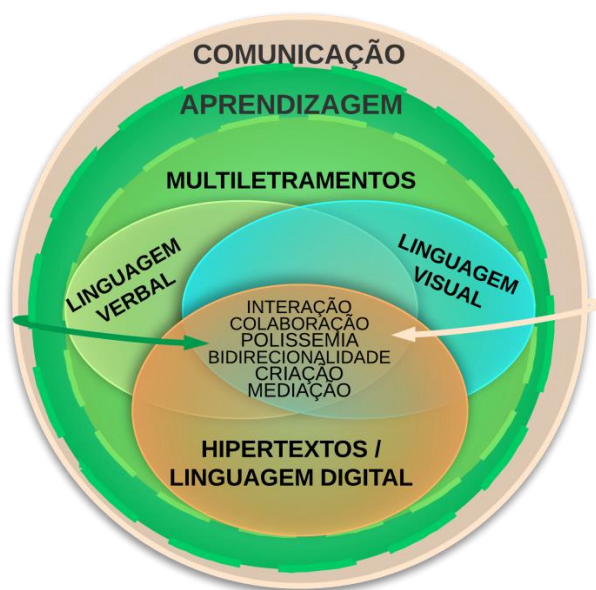 COMUNICAÇÃO
APRENDIZAGEM
MULTILETRAMENTOS
LINGUAGEM
VERBAL
LINGUAGEM
VISUAL
INTERAÇÃO
COLABORAÇÃO
POLISSEMIA
BIDIRECIONALIDADE
CRIAÇÃO
MEDIAÇÃO
HIPERTEXTOS /
LINGUAGEM DIGITAL